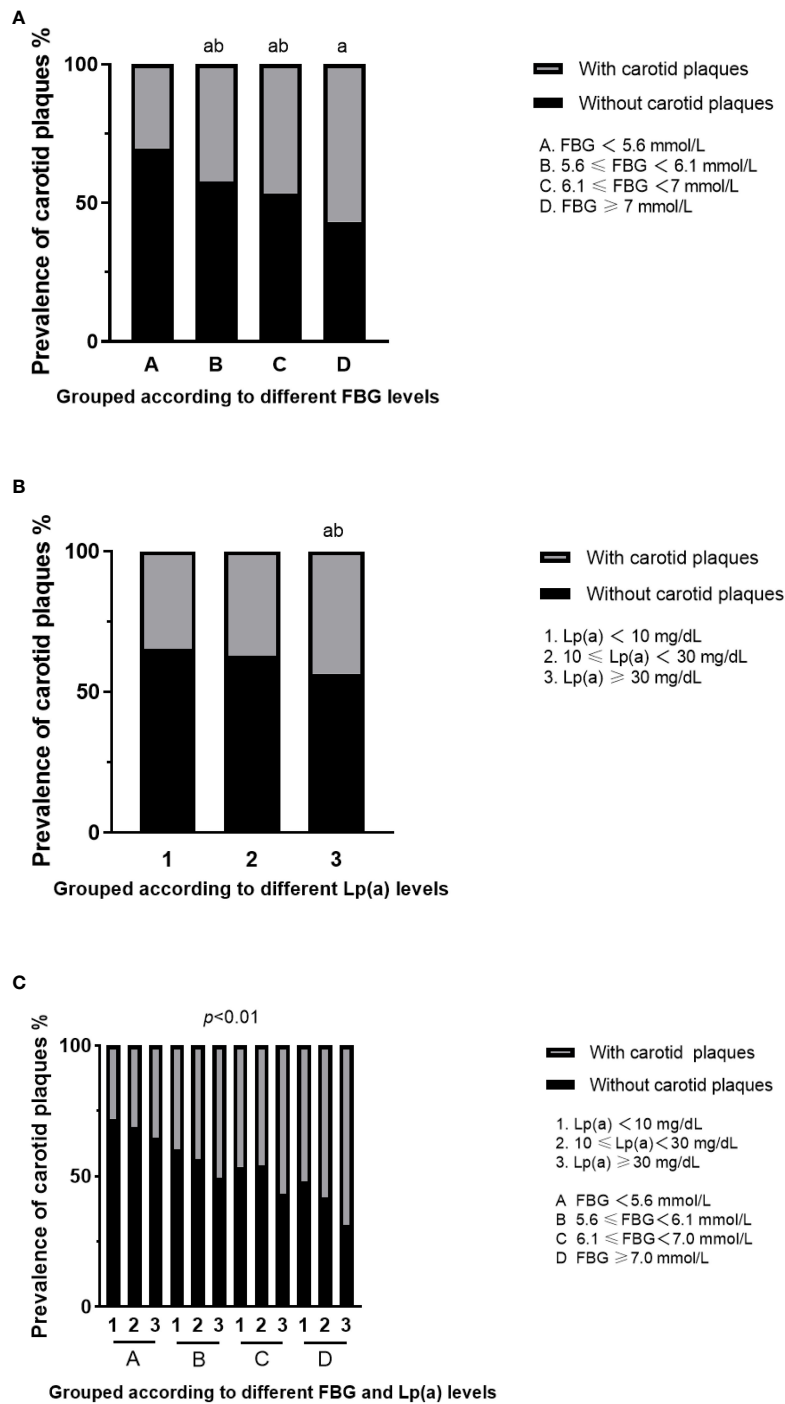 A
Prevalence of carotid plaques %
100
50
0
ab
ab
a
A
B
C
D
Grouped according to different FBG levels
With carotid plaques
Without carotid plaques
A. FBG < 5.6 mmol/L
B. 5.6 ⩽ FBG < 6.1 mmol/L
C. 6.1 ⩽ FBG <7 mmol/L
D. FBG ⩾ 7 mmol/L
B
Prevalence of carotid plaques %
100
50
0
ab
1
2
3
Grouped according to different Lp(a) levels
With carotid plaques
Without carotid plaques
1. Lp(a) < 10 mg/dL
2. 10 ⩽ Lp(a) < 30 mg/dL
3. Lp(a) ⩾ 30 mg/dL
C
Prevalence of carotid plaques %
p<0.01
100
50
0
1 2 3 1 2 3 1 2 3 1 2 3
A
B
C
D
Grouped according to different FBG and Lp(a) levels
With carotid plaques
Without carotid plaques
1. Lp(a) <10 mg/dL
2. 10 ⩽Lp(a)<30 mg/dL
3. Lp(a) ⩾30 mg/dL
A FBG <5.6 mmol/L
B 5.6 ⩽FBG<6.1 mmol/L
C 6.1 ⩽FBG<7.0 mmol/L
D FBG ⩾7.0 mmol/L